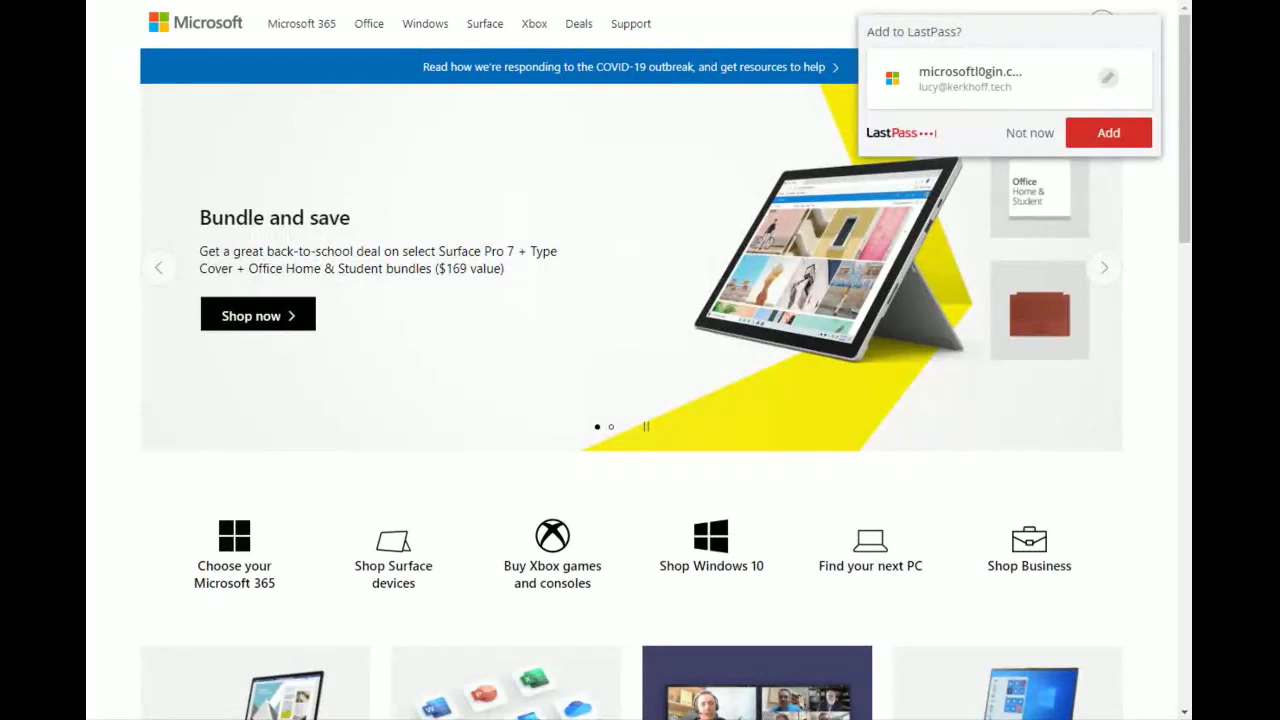 Microsoft
Microsoft 365 Office Windows Surface Xbox Deals Support
Add to LastPass?
microsoftl0gin.c...
lucy@kerkhoff.tech
LastPass•••|
Not now
Add
Read how we're responding to the COVID-19 outbreak, and get resources to help
Bundle and save
Get a great back-to-school deal on select Surface Pro 7 + Type
Cover + Office Home & Student bundles ($169 value)
Shop now
Office
Home &
Student
Choose your
Microsoft 365
Shop Surface
devices
Buy Xbox games
and consoles
Shop Windows 10
Find your next PC
Shop Business